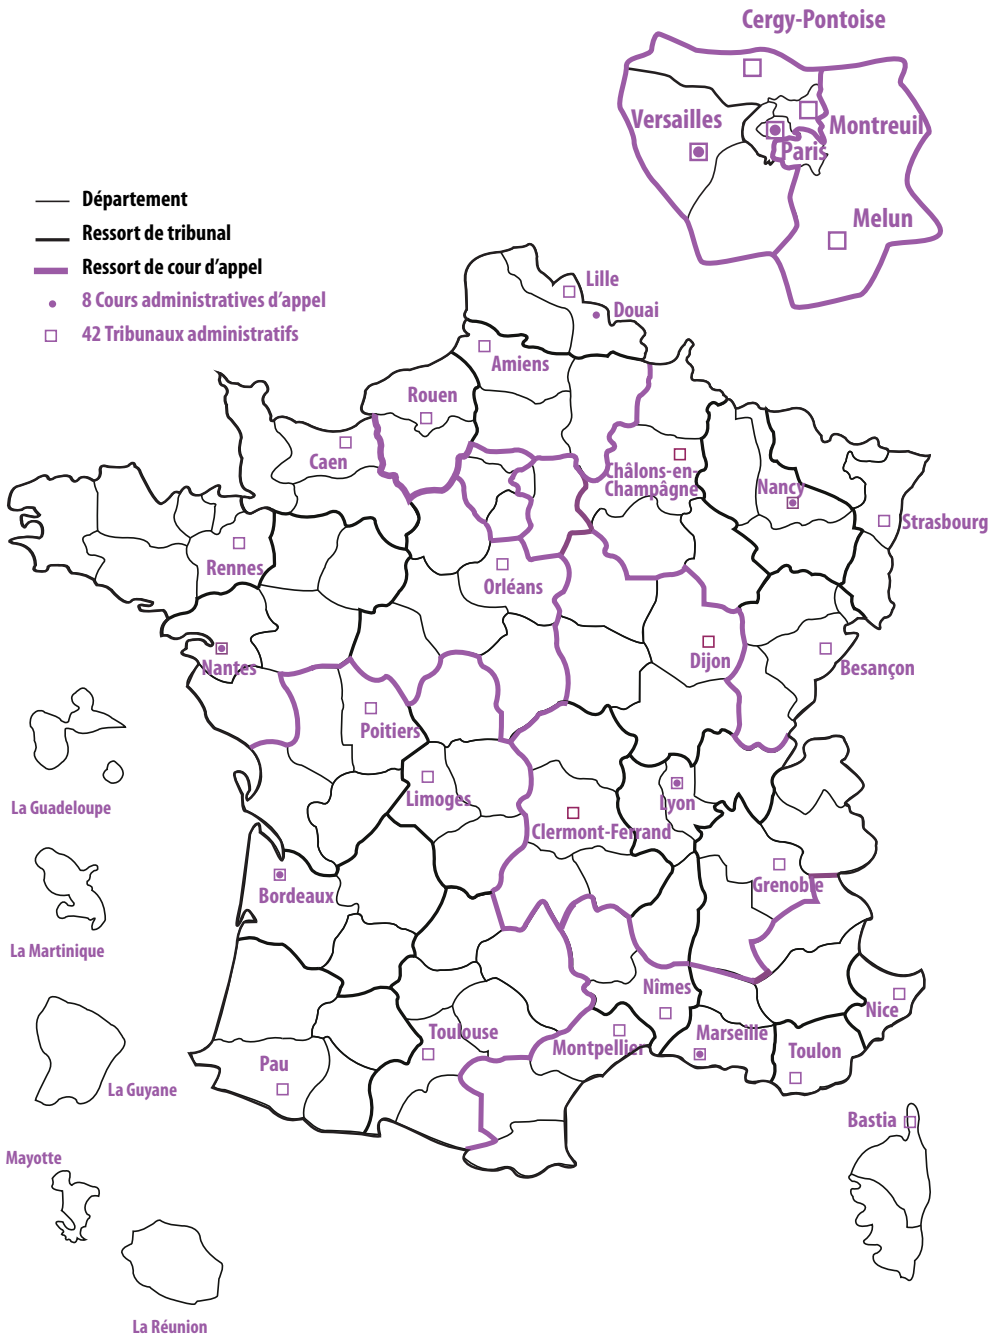 Cergy-Pontoise
Versailles
Montreuil
Paris
Melun
Département
Ressort de tribunal
Ressort de cour d'appel
8 Cours administratives d'appel
42 Tribunaux administratifs
Lille
Douai
Amiens
Rouen
Caen
Châlons-en-
Champâgne
Nancy
Strasbourg
Rennes
Orléans
Nantes
Dijon
Besançon
Poitiers
La Guadeloupe
Limoges
Lyon
Clermont-Ferrand
Bordeaux
Grenoble
La Martinique
Nîmes
Nice
Toulouse
Montpellier
Marseille
Toulon
Pau
La Guyane
Bastia
Mayotte
La Réunion